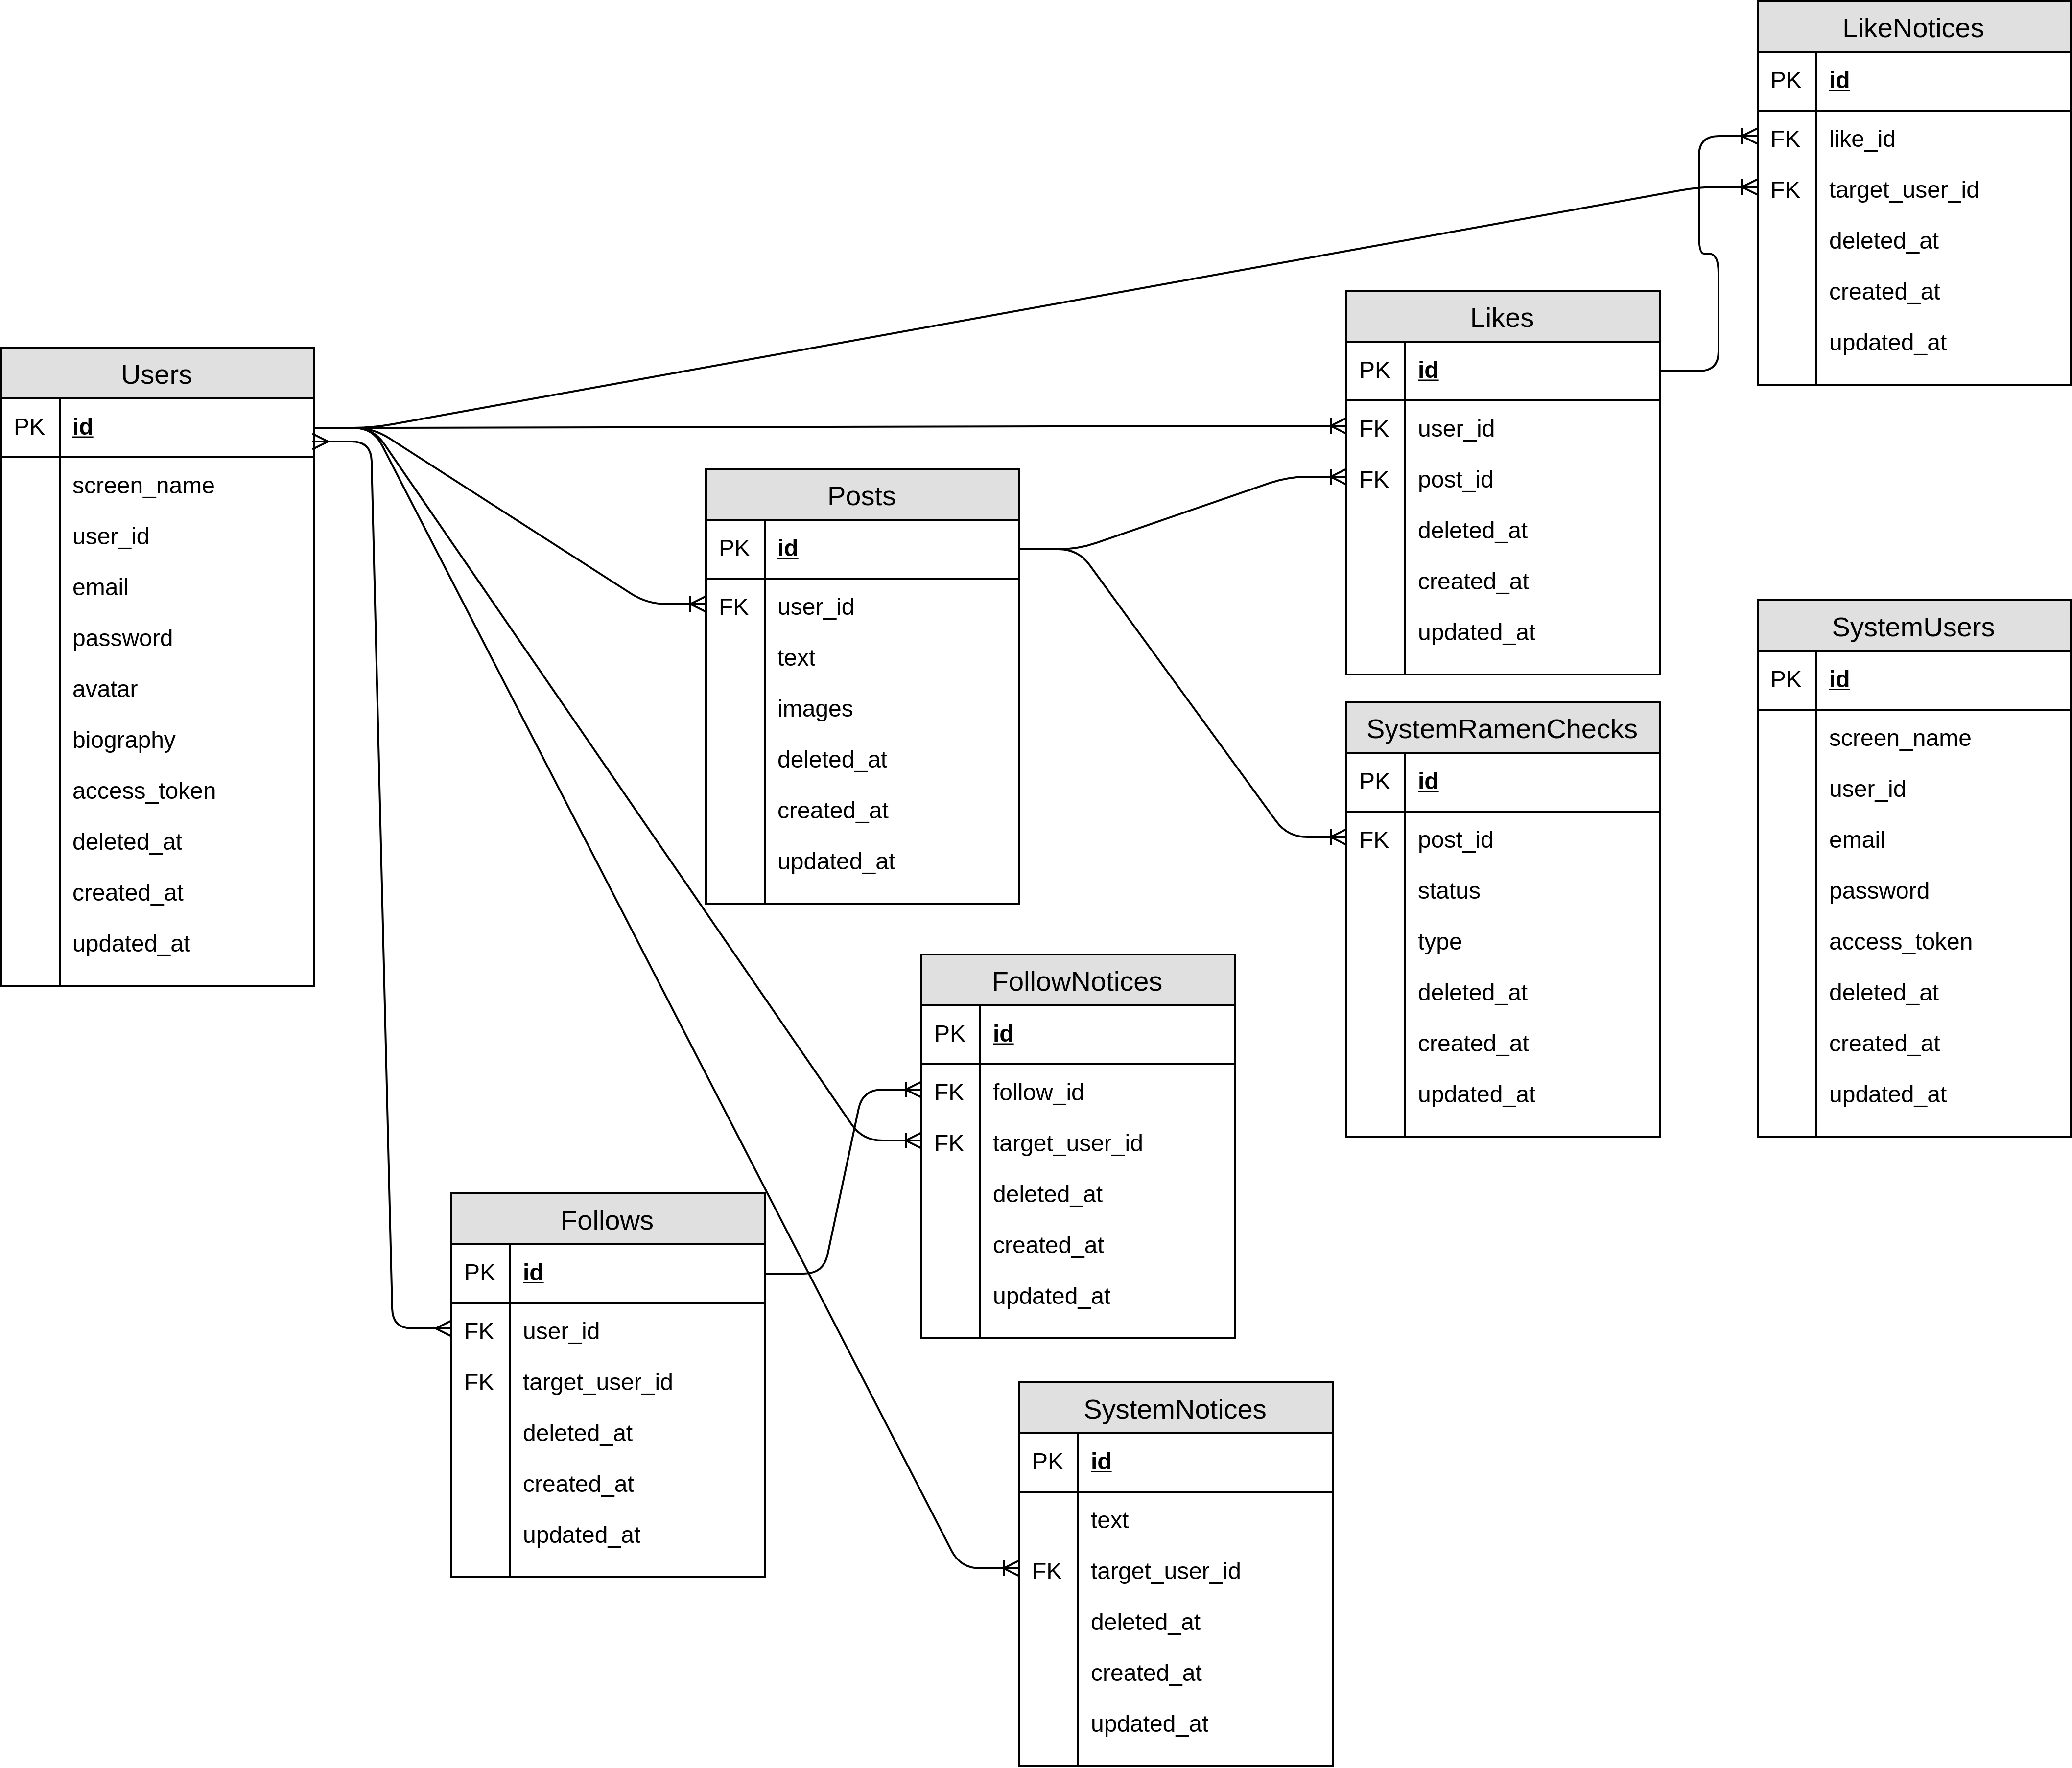 LikeNotices
PK id
FK like_id
FK target_user_id
deleted_at
created_at
updated_at
Likes
PK id
FK user_id
FK post_id
deleted_at
created_at
updated_at
Users
PK id
screen_name
user_id
email
password
avatar
biography
access_token
deleted_at
created_at
updated_at
Posts
PK id
FK user_id
text
images
deleted_at
created_at
updated_at
SystemUsers
PK id
screen_name
user_id
email
password
access_token
deleted_at
created_at
updated_at
SystemRamenChecks
PK id
FK post_id
status
type
deleted_at
created_at
updated_at
FollowNotices
PK id
FK follow_id
FK target_user_id
deleted_at
created_at
updated_at
Follows
PK id
FK user_id
FK target_user_id
deleted_at
created_at
updated_at
SystemNotices
PK id
text
FK target_user_id
deleted_at
created_at
updated_at